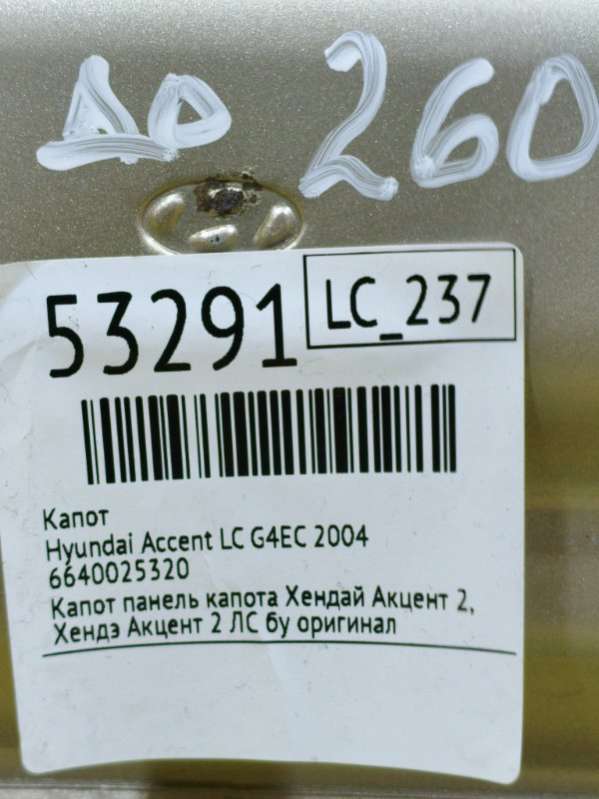 до 260
53291
LC_237
Капот
Hyundai Accent LC G4EC 2004
6640025320
Капот панель капота Хендай Акцент 2,
Хендэ Акцент 2 ЛС бу оригинал